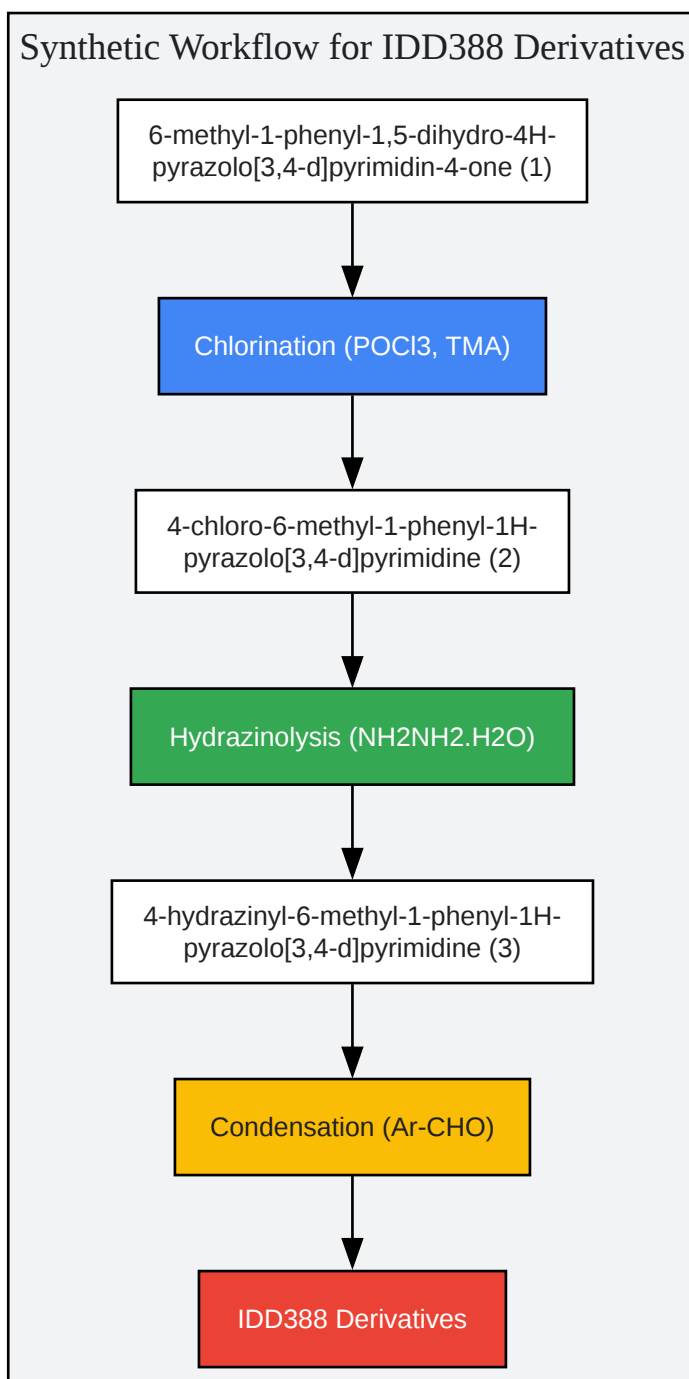 Synthetic Workflow for IDD388 Derivatives
6-methyl-1-phenyl-1,5-dihydro-4H-
pyrazolo[3,4-d]pyrimidin-4-one (1)
Chlorination (POCl3, TMA)
4-chloro-6-methyl-1-phenyl-1H-
pyrazolo[3,4-d]pyrimidine (2)
Hydrazinolysis (NH2NH2.H2O)
4-hydrazinyl-6-methyl-1-phenyl-1H-
pyrazolo[3,4-d]pyrimidine (3)
Condensation (Ar-CHO)
IDD388 Derivatives